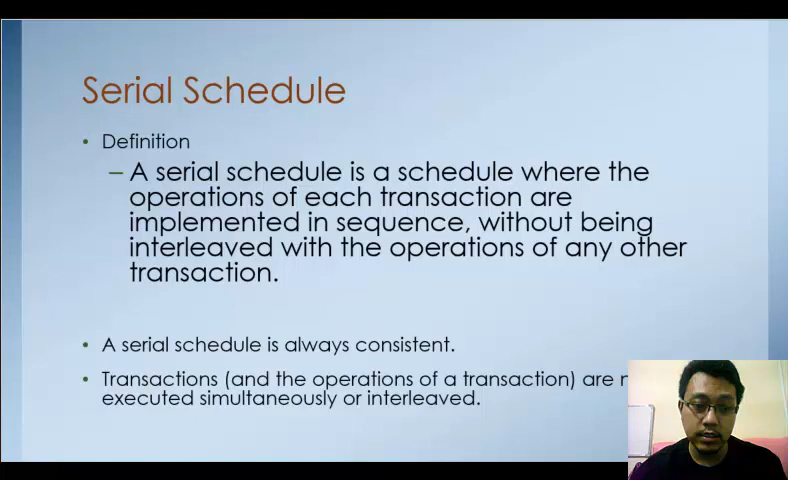 Serial Schedule
• Definition
– A serial schedule is a schedule where the
operations of each transaction are
implemented in sequence, without being
interleaved with the operations of any other
transaction.
• A serial schedule is always consistent.
• Transactions (and the operations of a transaction) are
executed simultaneously or interleaved.